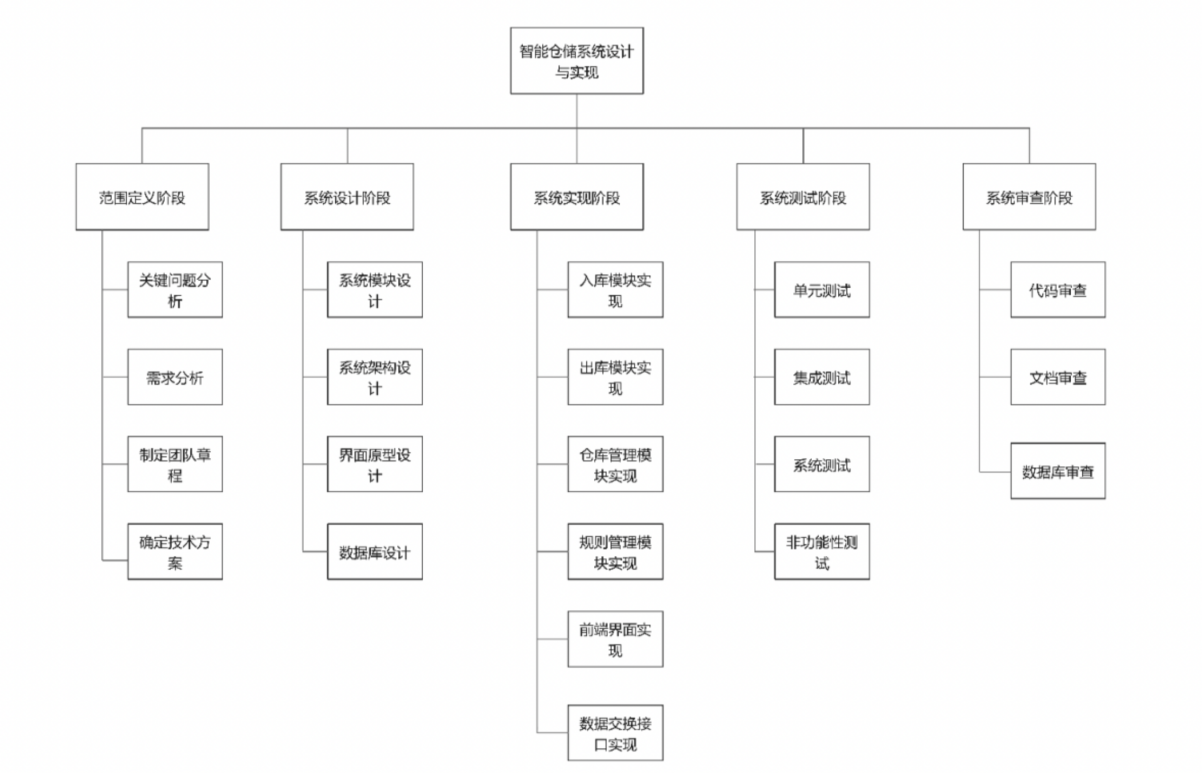 智能仓储系统设计
与实现
范围定义阶段
系统设计阶段
系统实现阶段
系统测试阶段
系统审查阶段
关键问题分
析
需求分析
制定团队章
程
确定技术方
案
系统模块设
计
系统架构设
计
界面原型设
计
数据库设计
入库模块实
现
出库模块实
现
仓库管理模
块实现
规则管理模
块实现
前端界面实
现
数据交换接
口实现
单元测试
集成测试
系统测试
非功能性测
试
代码审查
文档审查
数据库审查